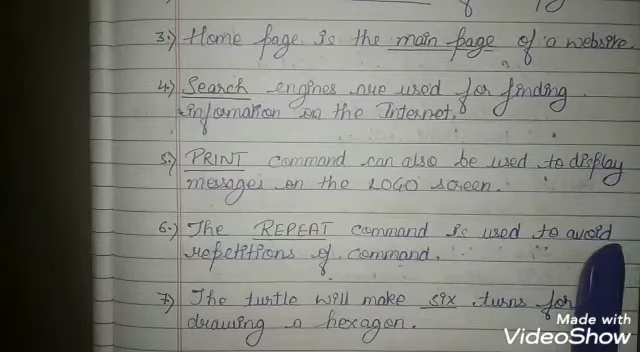 3.) Home page is the main page of a website.
4.) Search engines are used for finding
information on the Internet.
5.) PRINT command can also be used to display
messages on the LOGO screen.
6.) The REPEAT command is used to avoid
repetitions of command.
7.) The turtle will make six turns for
drawing a hexagon.
Made with
VideoShow